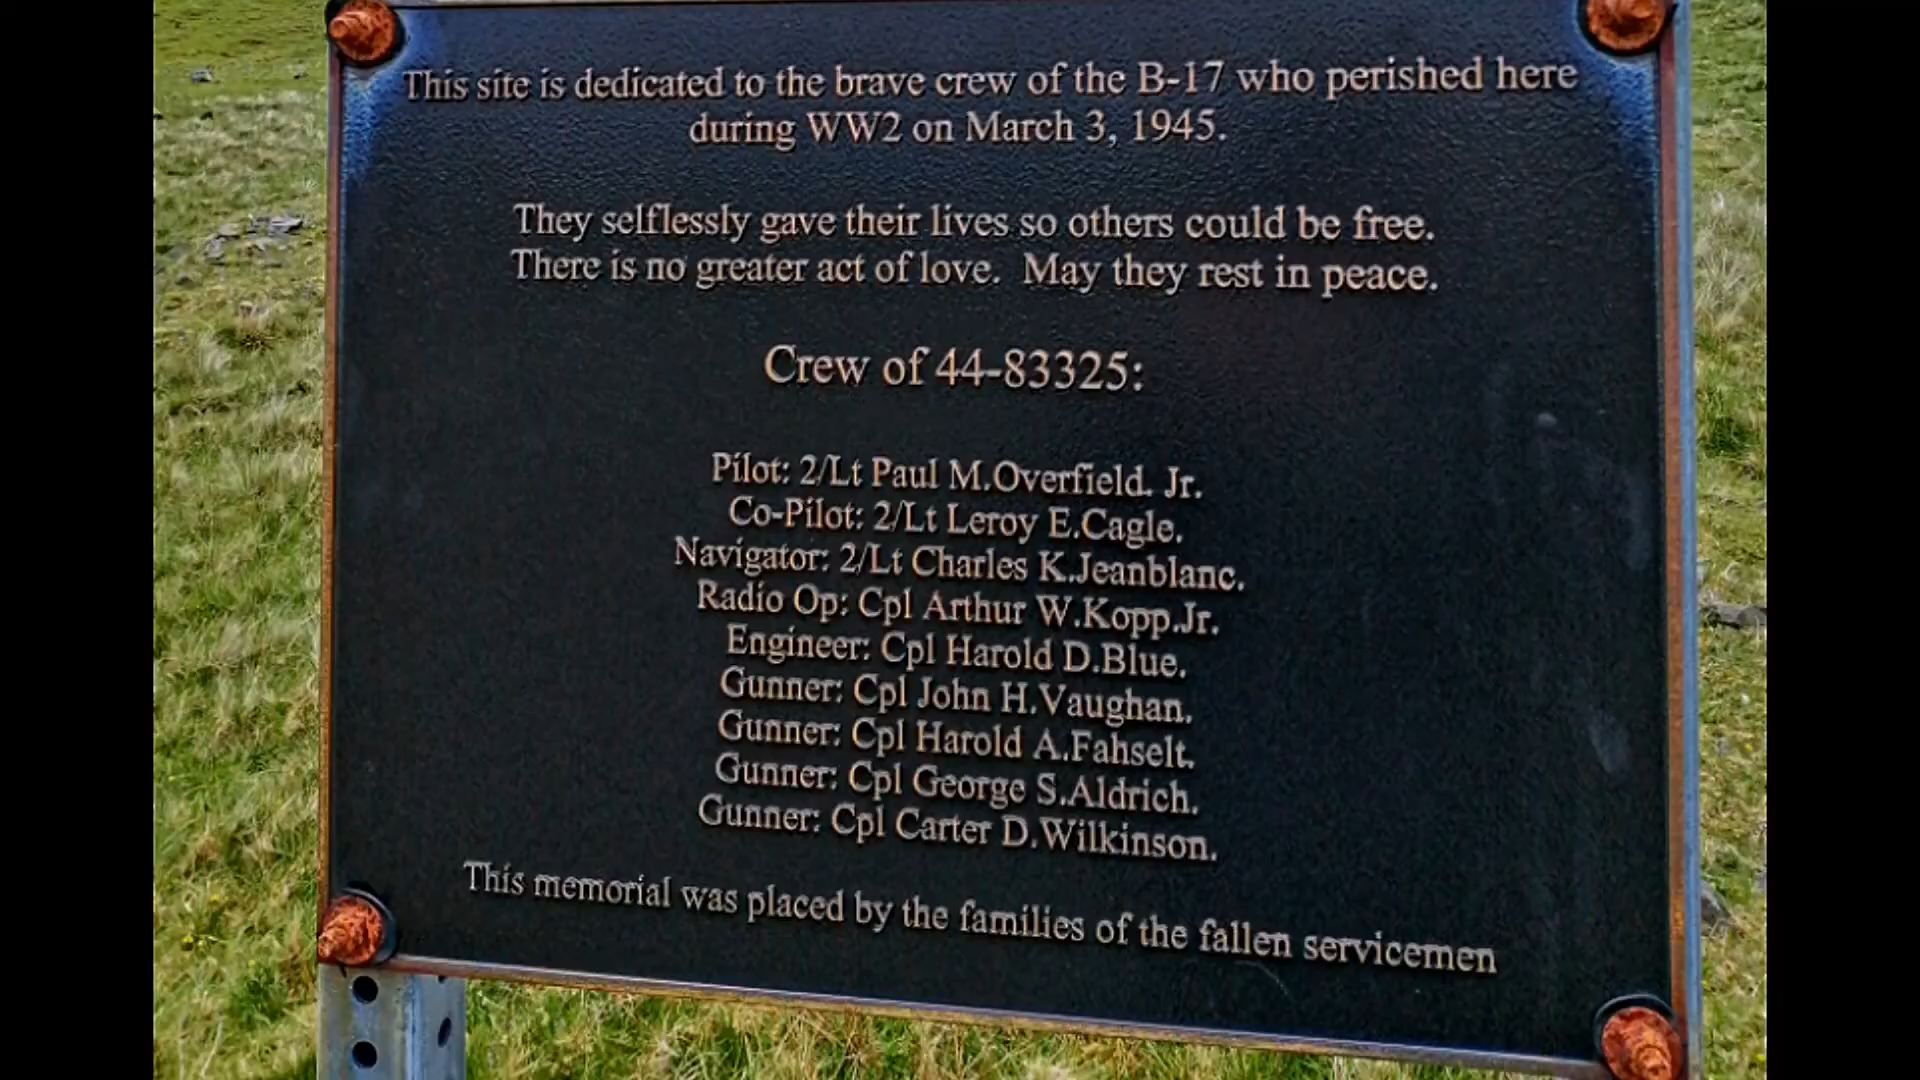 This site is dedicated to the brave crew of the B-17 who perished here
during WW2 on March 3, 1945.
They selflessly gave their lives so others could be free.
There is no greater act of love. May they rest in peace.
Crew of 44-83325:
Pilot: 2/Lt Paul M.Overfield. Jr.
Co-Pilot: 2/Lt Leroy E.Cagle.
Navigator: 2/Lt Charles K.Jeanblanc.
Radio Op: Cpl Arthur W.Kopp.Jr.
Engineer: Cpl Harold D.Blue.
Gunner: Cpl John H.Vaughan.
Gunner: Cpl Harold A.Fahselt.
Gunner: Cpl George S.Aldrich.
Gunner: Cpl Carter D.Wilkinson.
This memorial was placed by the families of the fallen servicemen